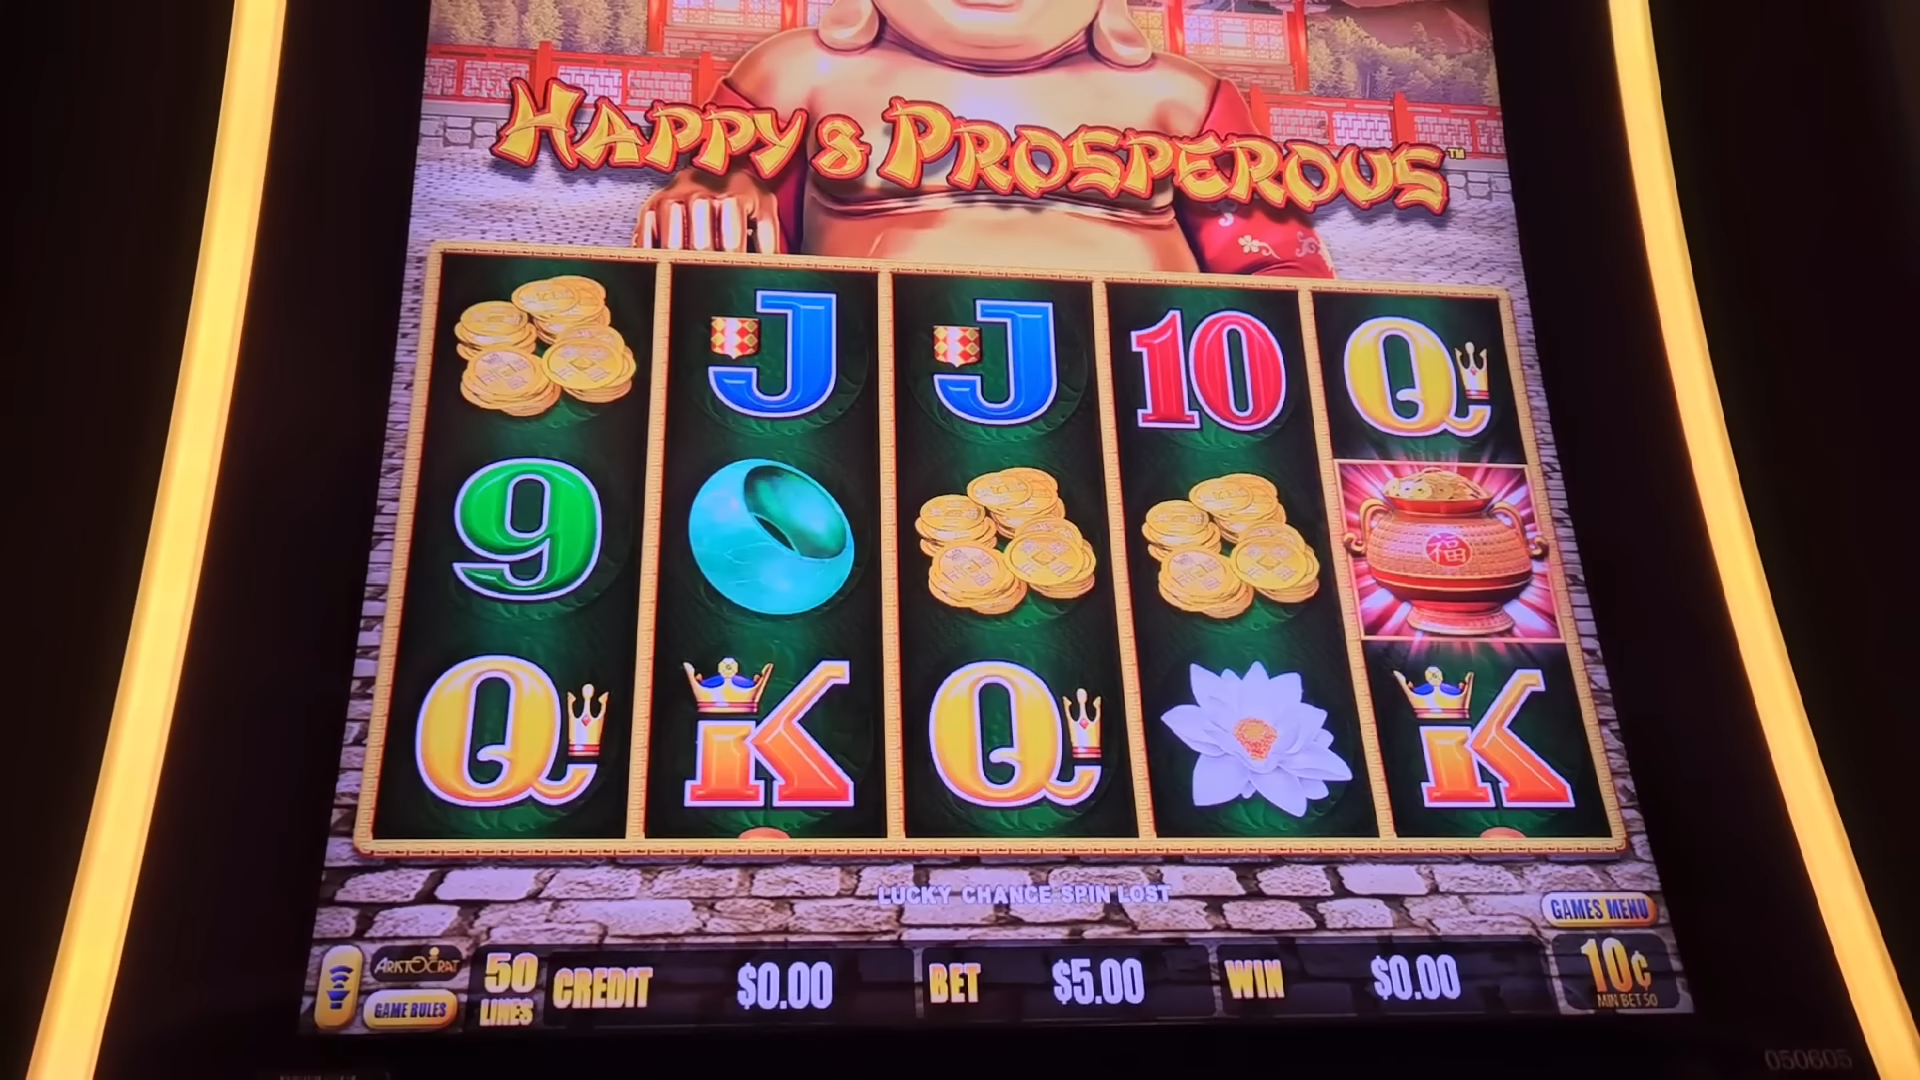 HAPPY & PROSPEROUS™
J J 10 Q
9
福
Q K Q K
LUCKY CHANCE SPIN LOST
GAMES MENU
ARISTOCRAT
GAME RULES
50 LINES
CREDIT $0.00
BET $5.00
WIN $0.00
10¢
MIN BET 50
050605